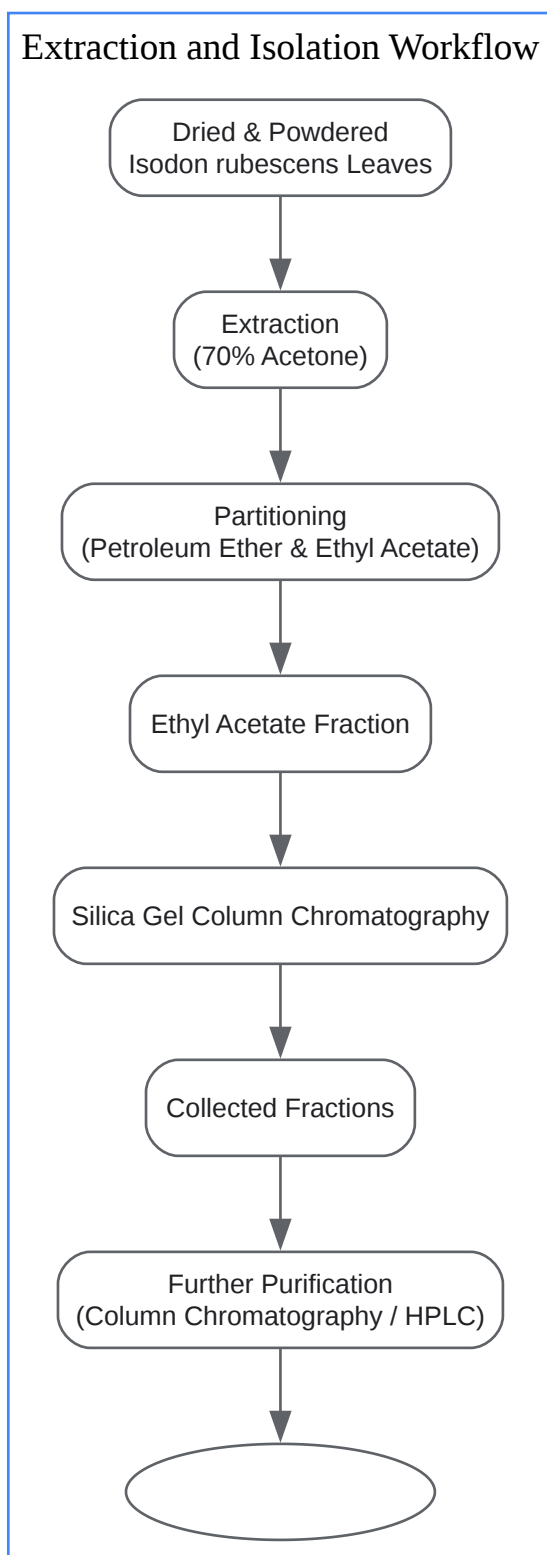 Extraction and Isolation Workflow
Dried & Powdered
Isodon rubescens Leaves
Extraction
(70% Acetone)
Partitioning
(Petroleum Ether & Ethyl Acetate)
Ethyl Acetate Fraction
Silica Gel Column Chromatography
Collected Fractions
Further Purification
(Column Chromatography / HPLC)